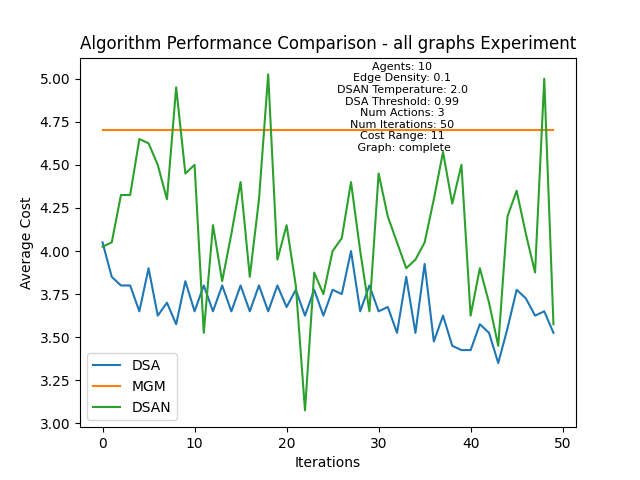 Algorithm Performance Comparison - all graphs Experiment
Agents: 10
Edge Density: 0.1
DSAN Temperature: 2.0
DSA Threshold: 0.99
Num Actions: 3
Num Iterations: 50
Cost Range: 11
Graph: complete
Average Cost
5.00
4.75
4.50
4.25
4.00
3.75
3.50
3.25
3.00
DSA
MGM
DSAN
0
10
20
30
40
50
Iterations